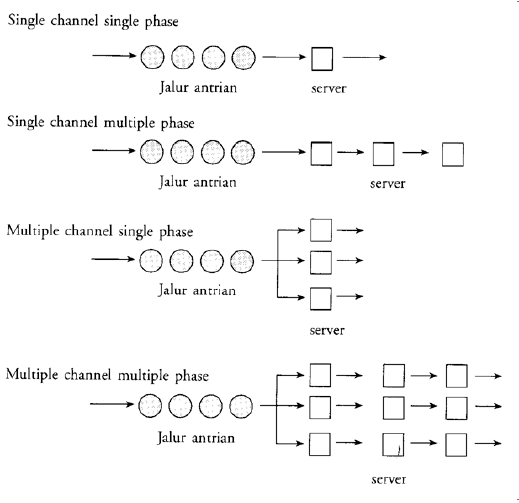 Single channel single phase
Jalur antrian
server
Single channel multiple phase
Jalur antrian
server
Multiple channel single phase
Jalur antrian
server
Multiple channel multiple phase
Jalur antrian
server